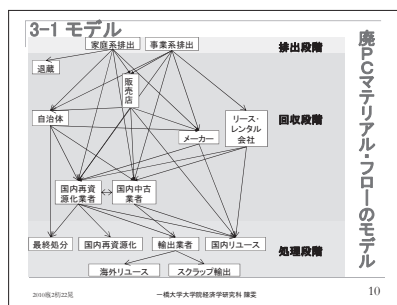 3-1 モデル
家庭系排出
事業系排出
排出段階
退蔵
販売店
自治体
メーカー
リース・レンタル会社
回収段階
国内再資源化業者
国内中古業者
最終処分
国内再資源化
輸出業者
国内リユース
処理段階
海外リユース
スクラップ輸出
廃PCマテリアル・フローのモデル
一橋大学大学院経済学研究科
10